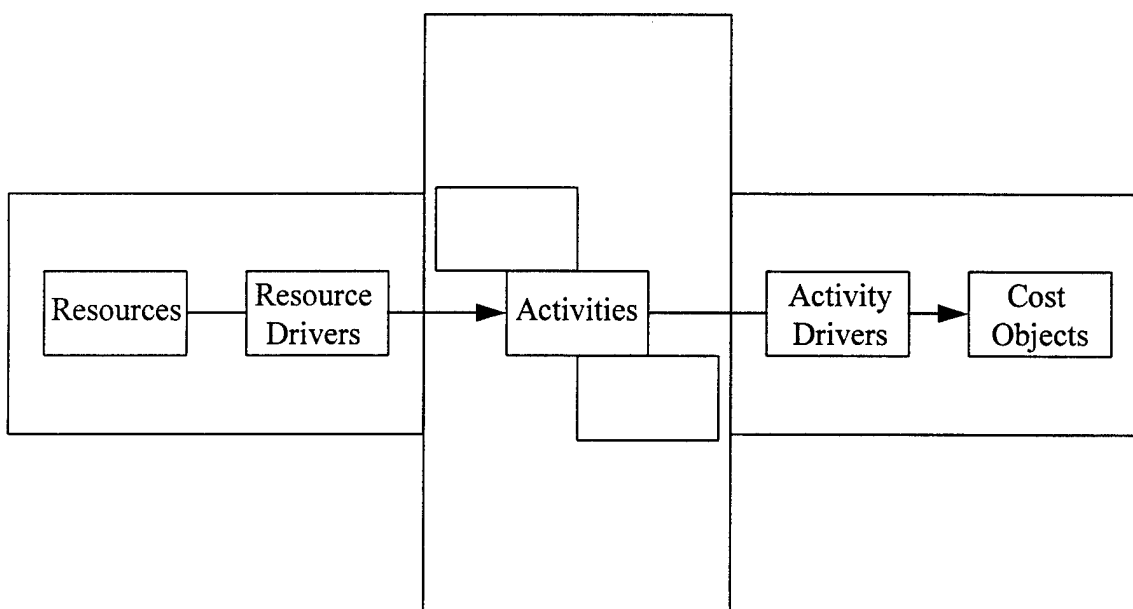 Resources
Resource
Drivers
Activities
Activity
Drivers
Cost
Objects